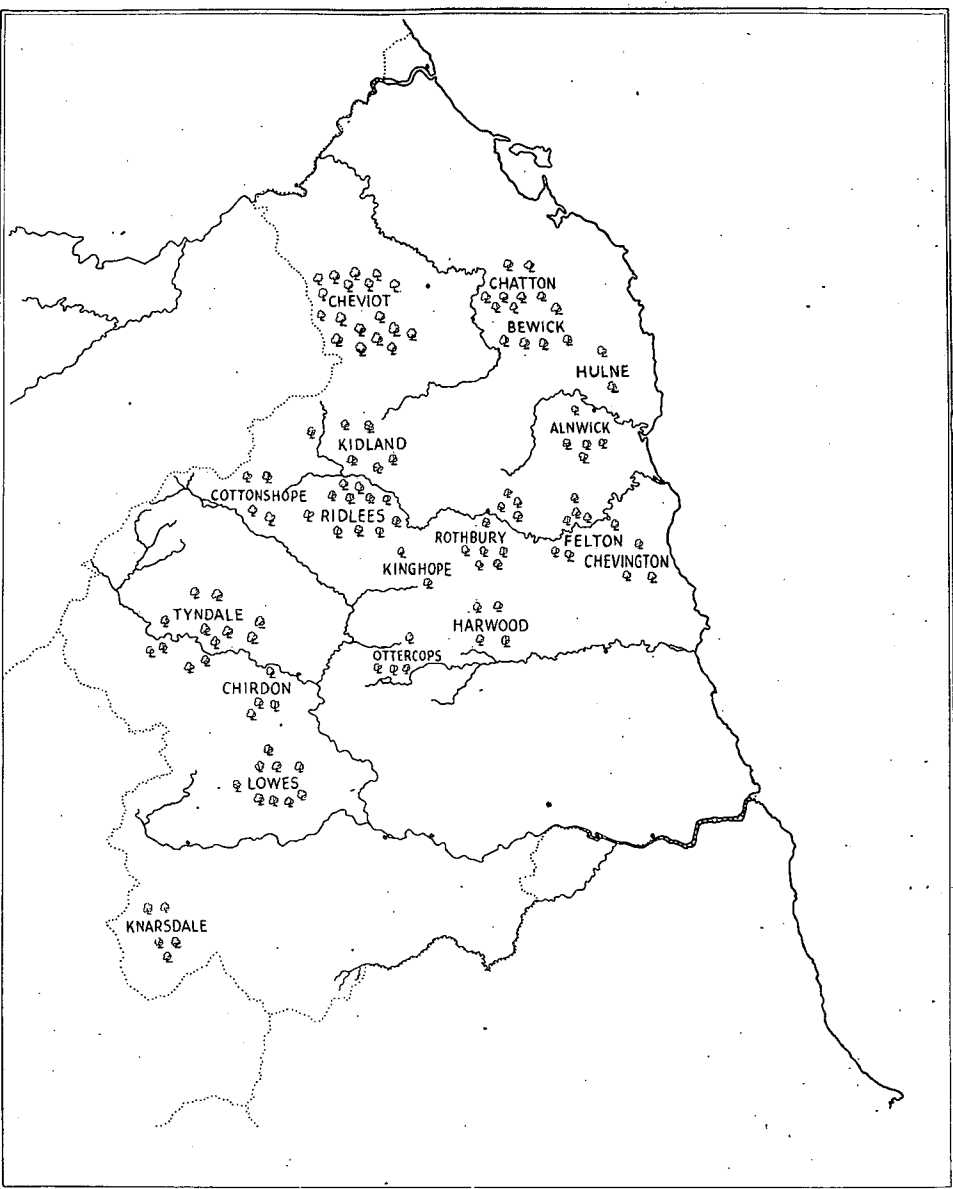 CHATTON
CHEVIOT
BEWICK
HULNE
ALNWICK
KIDLAND
COTTONSHOPE
RIDLEES
ROTHBURY
FELTON
CHEVINGTON
KINGHOPE
TYNDALE
HARWOOD
OTTERCOPS
CHIRDON
LOWES
KNARSDALE